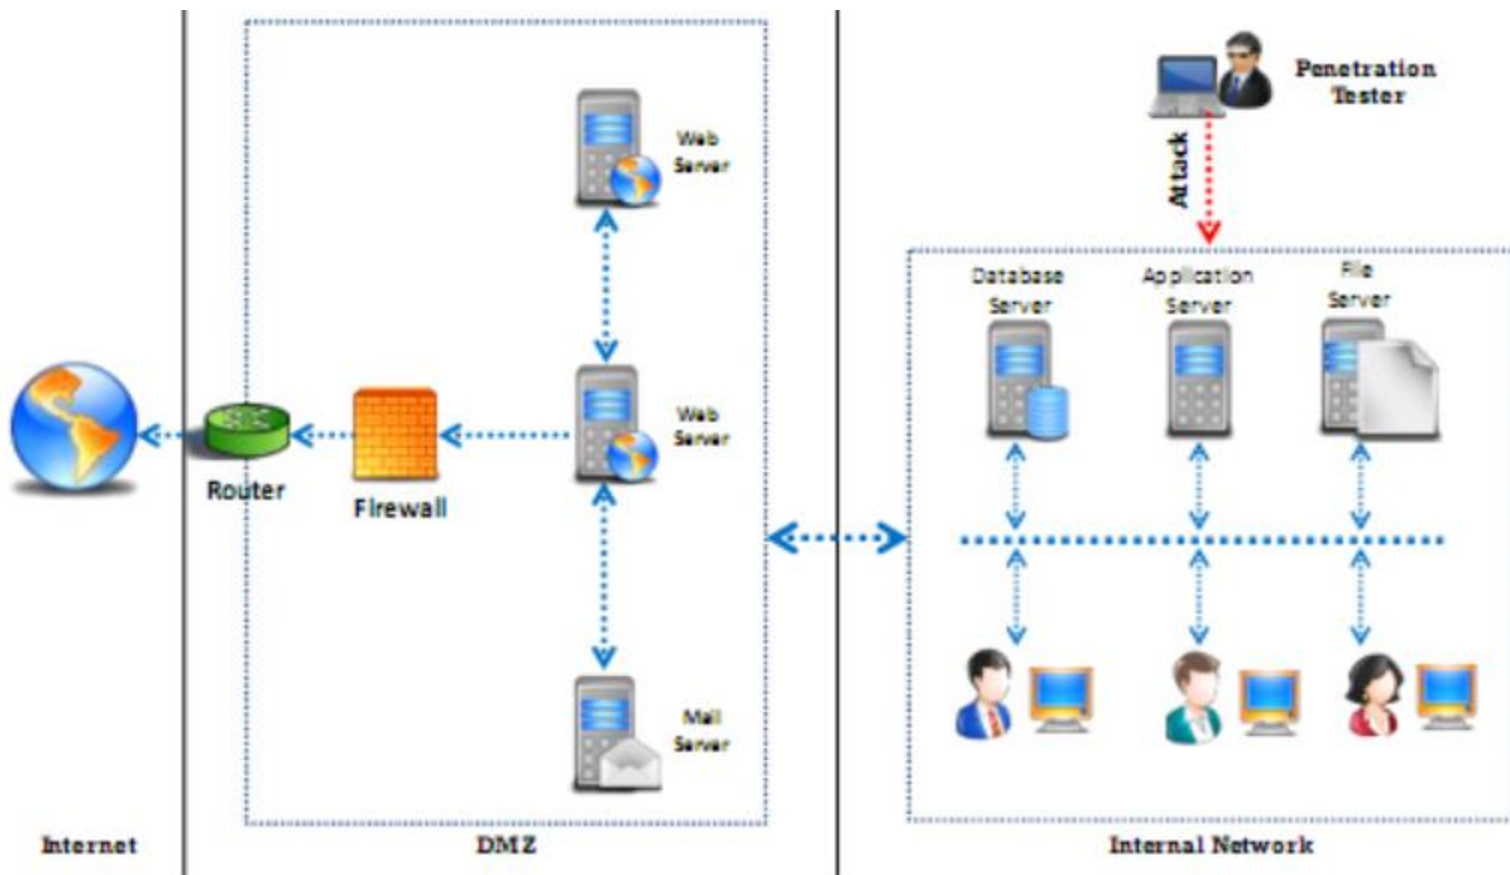 Web
Server
Web
Server
Mail
Server
Router
Firewall
Penetration
Tester
Attack
Database
Server
Application
Server
File
Server
Internet
DMZ
Internal Network